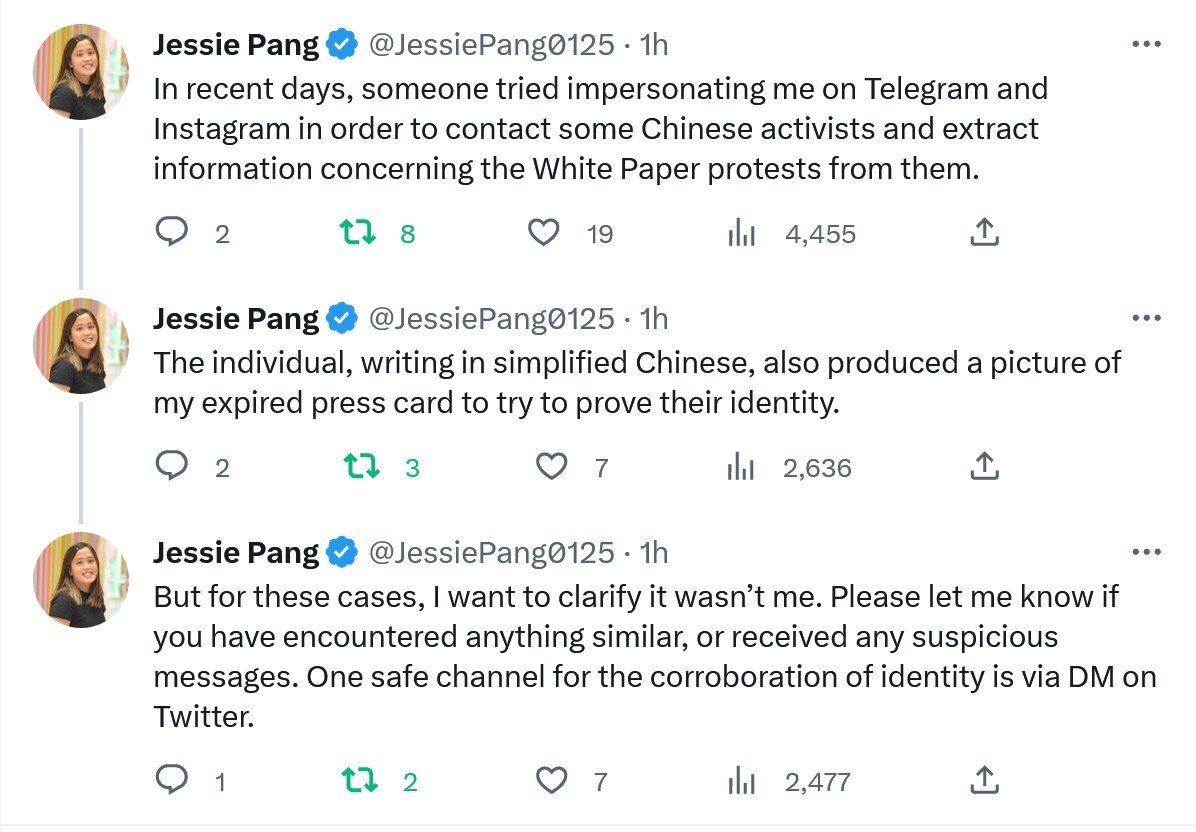 Jessie Pang @JessiePang0125 · 1h
In recent days, someone tried impersonating me on Telegram and
Instagram in order to contact some Chinese activists and extract
information concerning the White Paper protests from them.
2 8 19 4,455
Jessie Pang @JessiePang0125 · 1h
The individual, writing in simplified Chinese, also produced a picture of
my expired press card to try to prove their identity.
2 3 7 2,636
Jessie Pang @JessiePang0125 · 1h
But for these cases, I want to clarify it wasn’t me. Please let me know if
you have encountered anything similar, or received any suspicious
messages. One safe channel for the corroboration of identity is via DM on
Twitter.
1 2 7 2,477